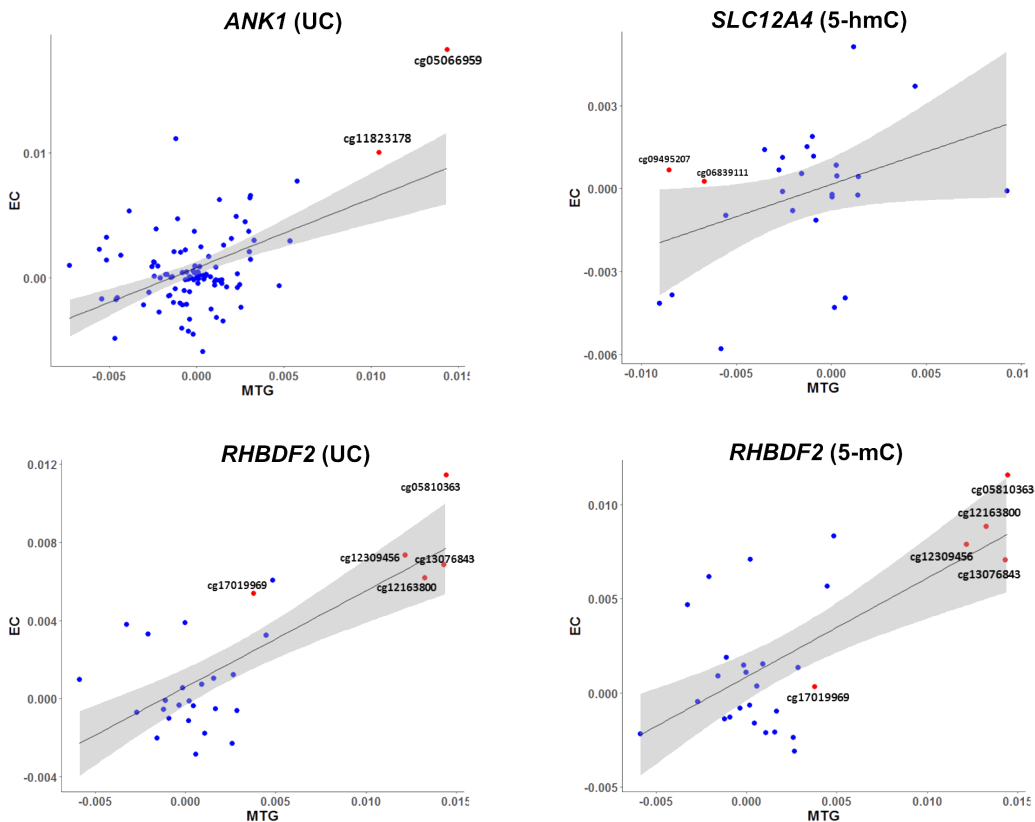 ANK1 (UC)
cg05066959
cg11823178
0.01
0.00
EC
-0.005 0.000 0.005 0.010 0.015
MTG
SLC12A4 (5-hmC)
0.003
cg09495207
cg06839111
0.000
-0.003
-0.006
EC
-0.010 -0.005 0.000 0.005 0.01
MTG
RHBDF2 (UC)
0.012
cg05810363
0.008
cg12309456
cg13076843
cg17019969
cg12163800
0.004
0.000
-0.004
EC
-0.005 0.000 0.005 0.010 0.015
MTG
RHBDF2 (5-mC)
cg05810363
0.010
cg12163800
cg12309456
cg13076843
0.005
cg17019969
0.000
-0.005
EC
-0.005 0.000 0.005 0.010 0.015
MTG